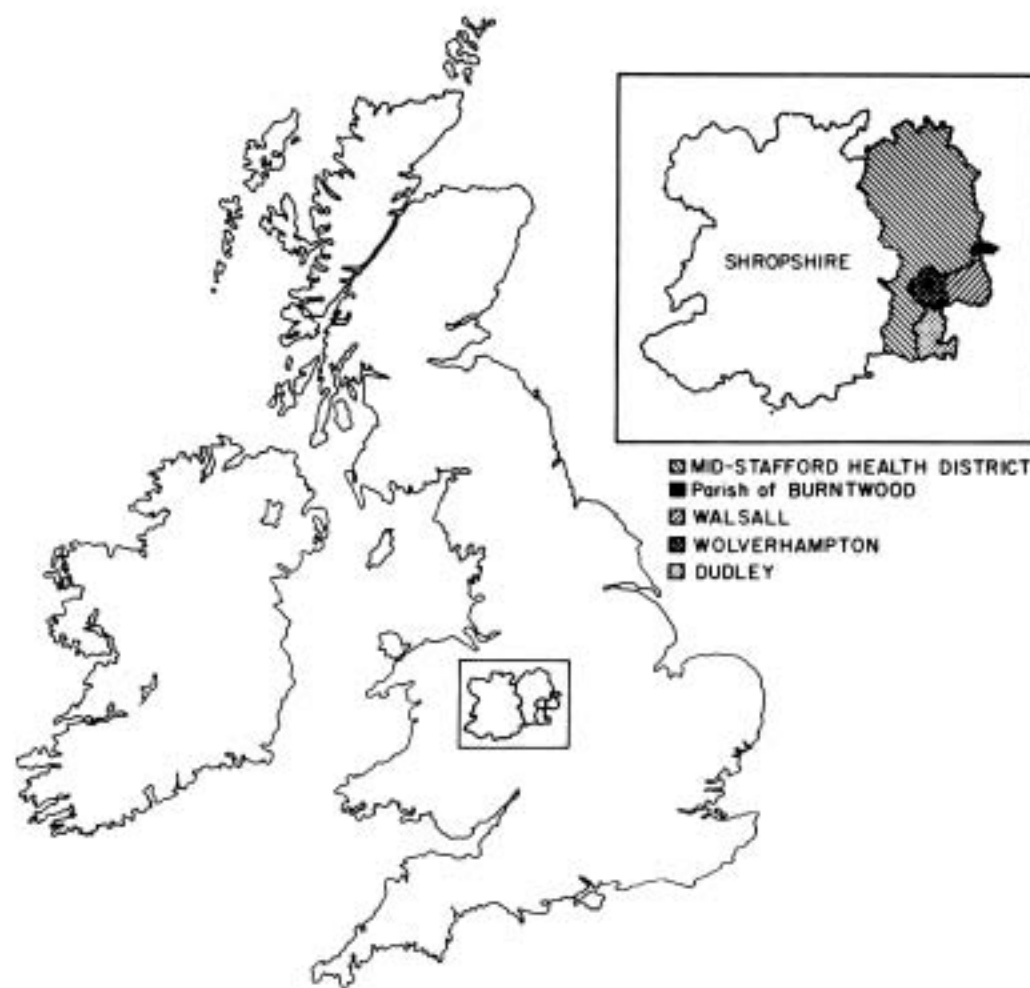 SHROPSHIRE
MID-STAFFORD HEALTH DISTRICT
Parish of BURNTWOOD
WALSALL
WOLVERHAMPTON
DUDLEY